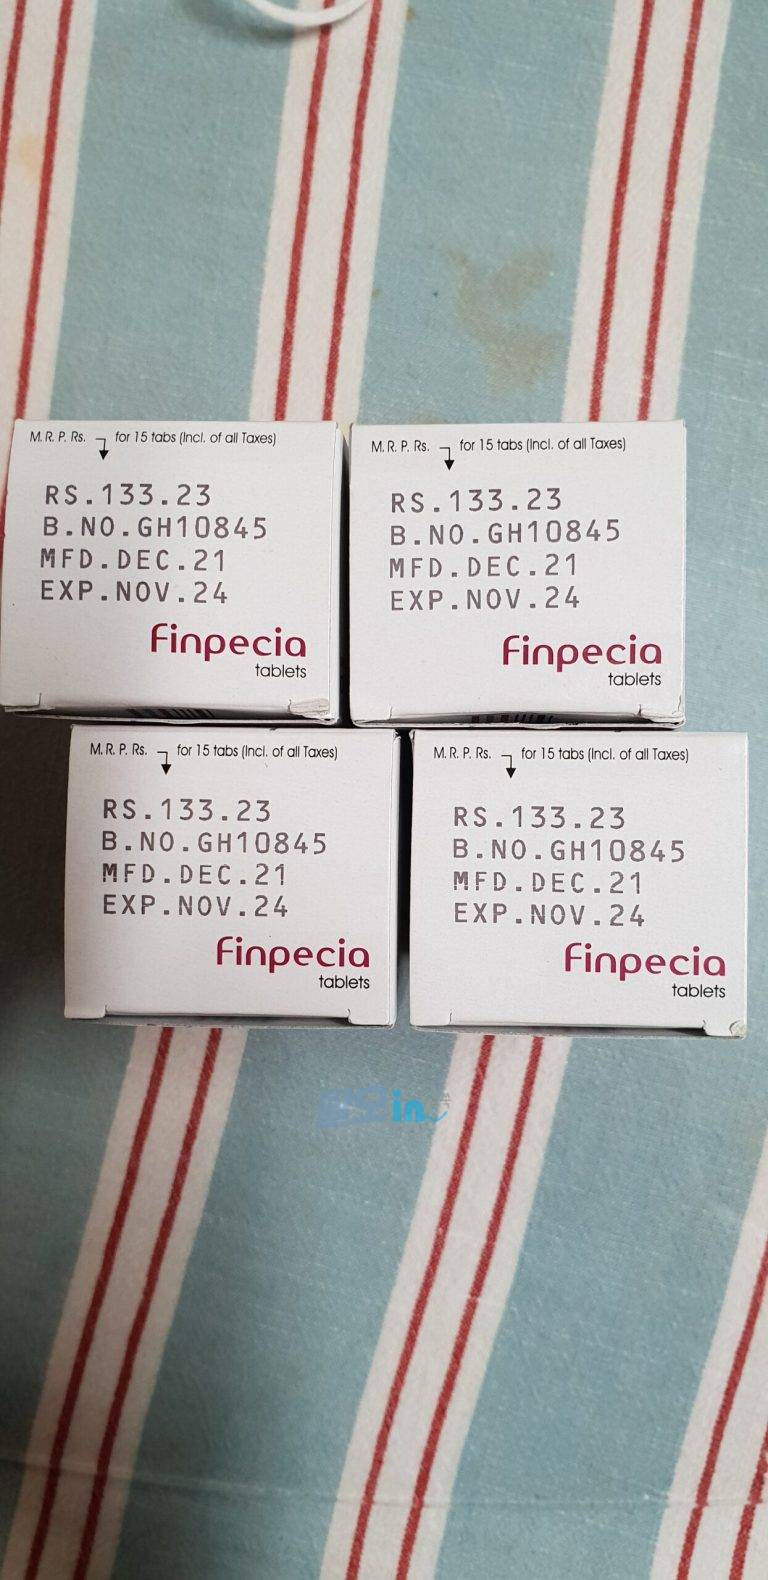 M. R. P. Rs. for 15 tabs (Incl. of all Taxes)
RS.133.23
B.NO.GH10845
MFD.DEC.21
EXP.NOV.24
Finpecia
tablets
M. R. P. Rs. for 15 tabs (Incl. of all Taxes)
RS.133.23
B.NO.GH10845
MFD.DEC.21
EXP.NOV.24
Finpecia
tablets
M. R. P. Rs. for 15 tabs (Incl. of all Taxes)
RS.133.23
B.NO.GH10845
MFD.DEC.21
EXP.NOV.24
Finpecia
tablets
M. R. P. Rs. for 15 tabs (Incl. of all Taxes)
RS.133.23
B.NO.GH10845
MFD.DEC.21
EXP.NOV.24
Finpecia
tablets